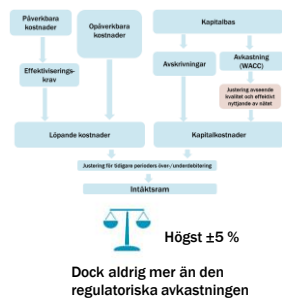 Påverkbara
kostnader
Opåverkbara
kostnader
Kapitalbas
Effektiviserings-
krav
Avskrivningar
Avkastning
(WACC)
Justering avseende
kvalitet och effektivt
nyttjande av nätet
Löpande kostnader
Kapitalkostnader
Justering för tidigare perioders över-/underdebitering
Intäktsram
Högst ±5 %
Dock aldrig mer än den
regulatoriska avkastningen